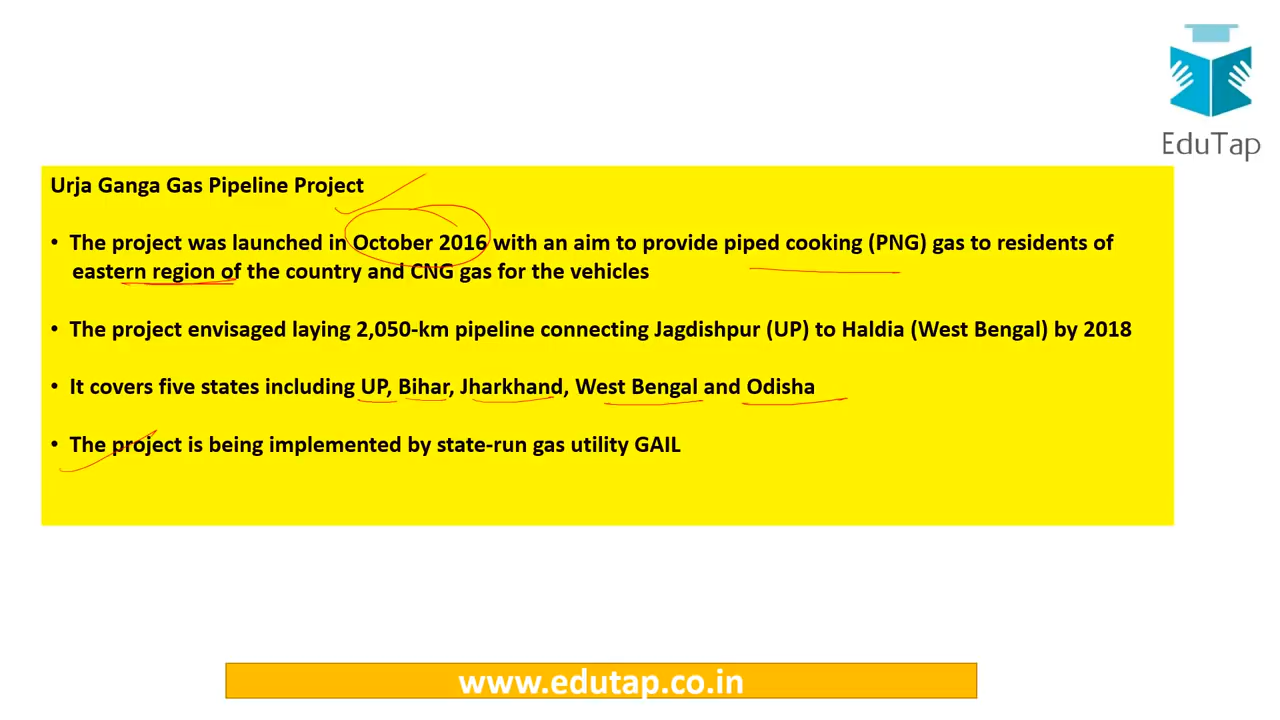 EduTap
Urja Ganga Gas Pipeline Project
• The project was launched in October 2016 with an aim to provide piped cooking (PNG) gas to residents of
eastern region of the country and CNG gas for the vehicles
• The project envisaged laying 2,050-km pipeline connecting Jagdishpur (UP) to Haldia (West Bengal) by 2018
• It covers five states including UP, Bihar, Jharkhand, West Bengal and Odisha
• The project is being implemented by state-run gas utility GAIL
www.edutap.co.in